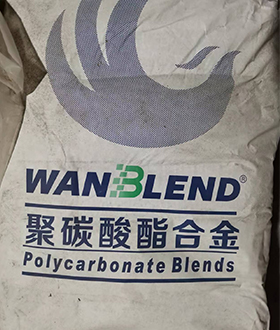 WANBLEND®
聚碳酸酯合金
Polycarbonate Blends